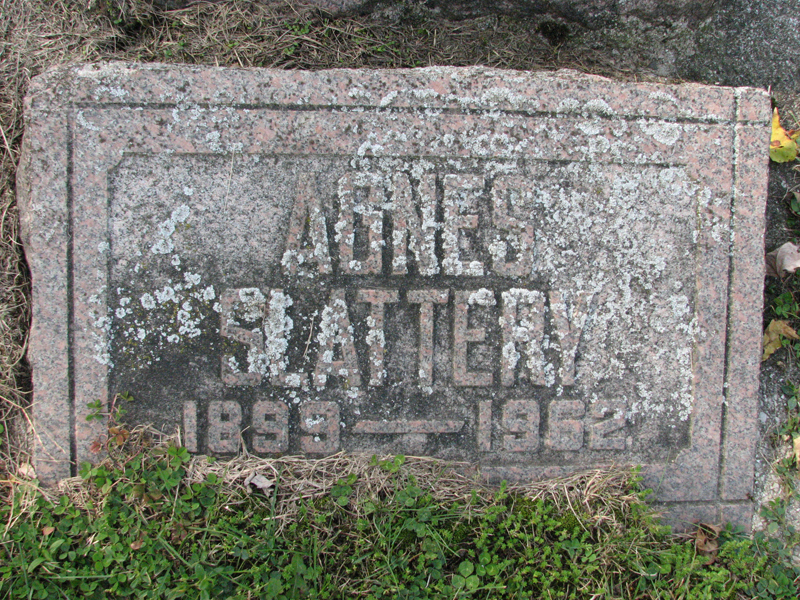 AGNES
SLATTERY
1899 — 1962